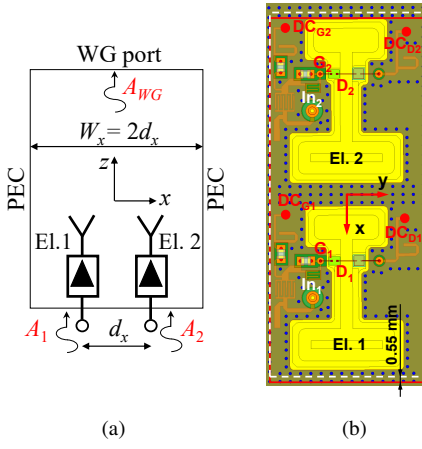 WG port
A_WG
W_x = 2d_x
PEC
PEC
z
x
El.1
El. 2
A_1
d_x
A_2
(a)
DC_G2
DC_D2
G_2
D_2
In_2
El. 2
y
DC_G1
x
DC_D1
G_1
D_1
In_1
El. 1
0.55 mm
(b)